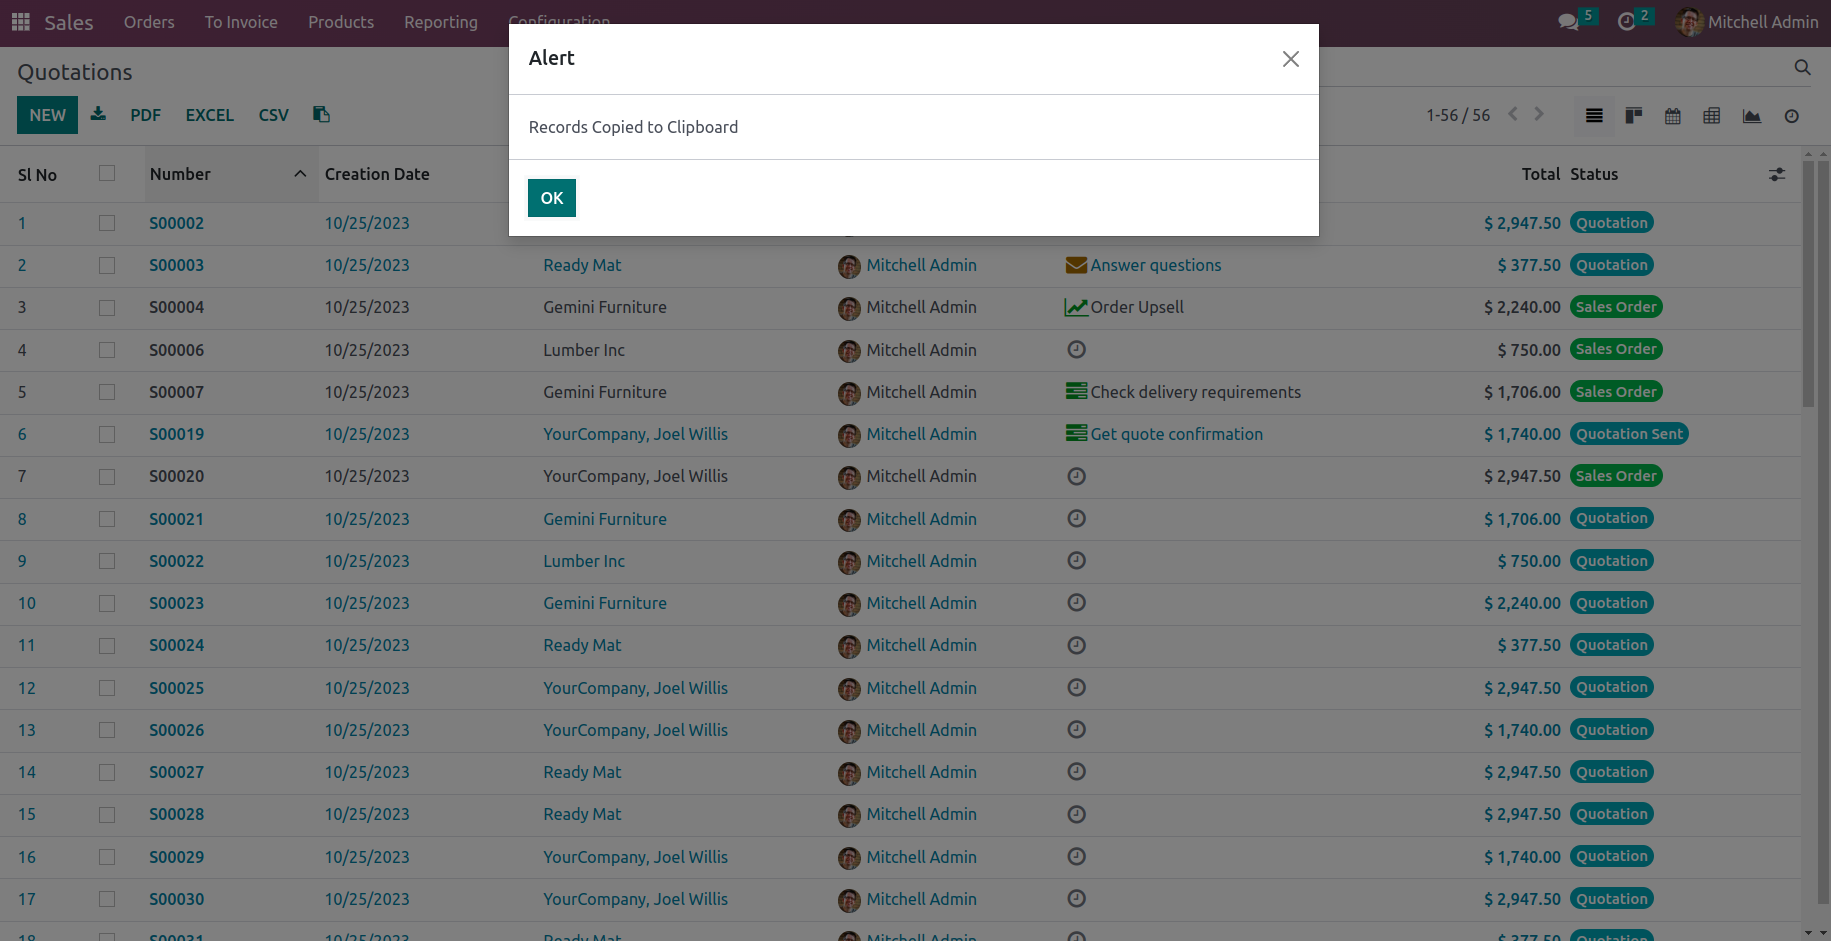 Sales Orders To Invoice Products Reporting Configuration 5 2 Mitchell Admin
Quotations
NEW PDF EXCEL CSV 1-56 / 56
Alert
Records Copied to Clipboard
OK
Sl No Number Creation Date Total Status
1 S00002 10/25/2023 $ 2,947.50 Quotation
2 S00003 10/25/2023 Ready Mat Mitchell Admin Answer questions $ 377.50 Quotation
3 S00004 10/25/2023 Gemini Furniture Mitchell Admin Order Upsell $ 2,240.00 Sales Order
4 S00006 10/25/2023 Lumber Inc Mitchell Admin $ 750.00 Sales Order
5 S00007 10/25/2023 Gemini Furniture Mitchell Admin Check delivery requirements $ 1,706.00 Sales Order
6 S00019 10/25/2023 YourCompany, Joel Willis Mitchell Admin Get quote confirmation $ 1,740.00 Quotation Sent
7 S00020 10/25/2023 YourCompany, Joel Willis Mitchell Admin $ 2,947.50 Sales Order
8 S00021 10/25/2023 Gemini Furniture Mitchell Admin $ 1,706.00 Quotation
9 S00022 10/25/2023 Lumber Inc Mitchell Admin $ 750.00 Quotation
10 S00023 10/25/2023 Gemini Furniture Mitchell Admin $ 2,240.00 Quotation
11 S00024 10/25/2023 Ready Mat Mitchell Admin $ 377.50 Quotation
12 S00025 10/25/2023 YourCompany, Joel Willis Mitchell Admin $ 2,947.50 Quotation
13 S00026 10/25/2023 YourCompany, Joel Willis Mitchell Admin $ 1,740.00 Quotation
14 S00027 10/25/2023 Ready Mat Mitchell Admin $ 2,947.50 Quotation
15 S00028 10/25/2023 Ready Mat Mitchell Admin $ 2,947.50 Quotation
16 S00029 10/25/2023 YourCompany, Joel Willis Mitchell Admin $ 1,740.00 Quotation
17 S00030 10/25/2023 YourCompany, Joel Willis Mitchell Admin $ 2,947.50 Quotation
18 S00031 10/25/2023 Ready Mat Mitchell Admin $ 377.50 Quotation